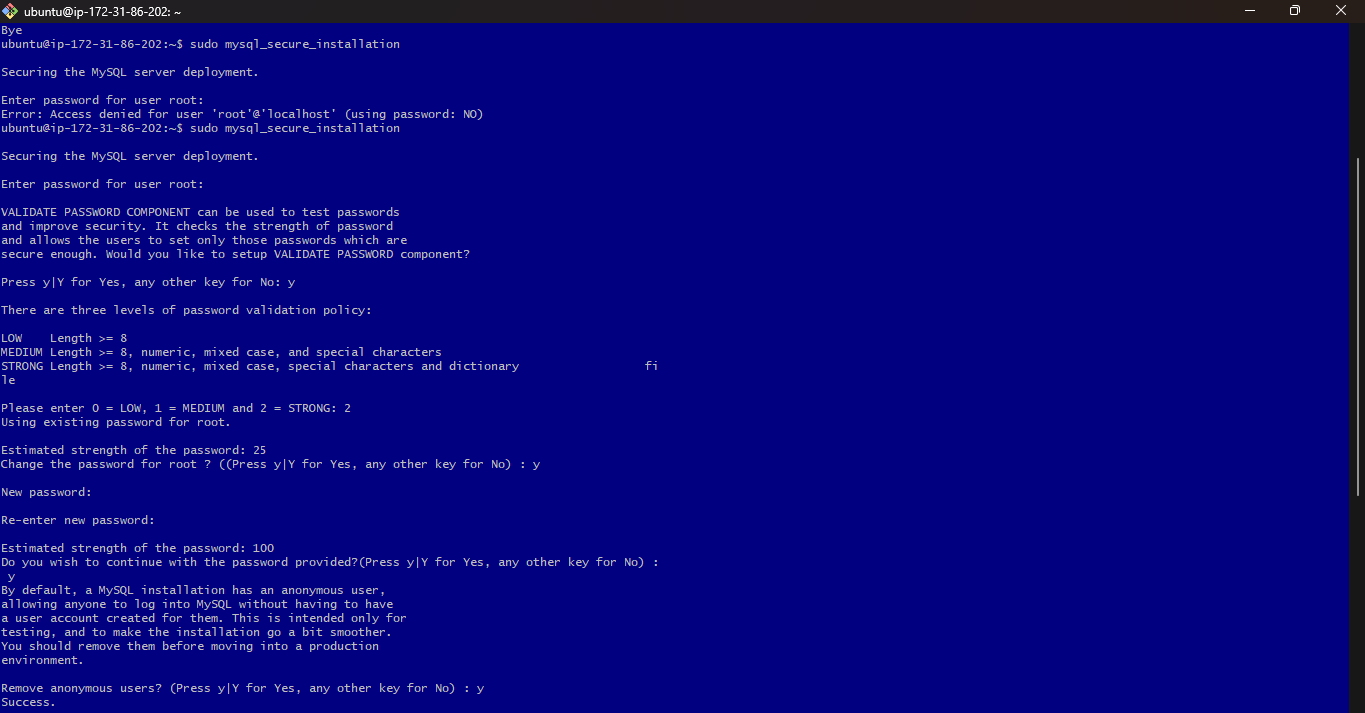 ubuntu@ip-172-31-86-202: ~
Bye
ubuntu@ip-172-31-86-202:~$ sudo mysql_secure_installation
Securing the MySQL server deployment.
Enter password for user root:
Error: Access denied for user 'root'@'localhost' (using password: NO)
ubuntu@ip-172-31-86-202:~$ sudo mysql_secure_installation
Securing the MySQL server deployment.
Enter password for user root:
VALIDATE PASSWORD COMPONENT can be used to test passwords
and improve security. It checks the strength of password
and allows the users to set only those passwords which are
secure enough. Would you like to setup VALIDATE PASSWORD component?
Press y|Y for Yes, any other key for No: y
There are three levels of password validation policy:
LOW    Length >= 8
MEDIUM Length >= 8, numeric, mixed case, and special characters
STRONG Length >= 8, numeric, mixed case, special characters and dictionary                  fi
le
Please enter 0 = LOW, 1 = MEDIUM and 2 = STRONG: 2
Using existing password for root.
Estimated strength of the password: 25
Change the password for root ? ((Press y|Y for Yes, any other key for No) : y
New password:
Re-enter new password:
Estimated strength of the password: 100
Do you wish to continue with the password provided?(Press y|Y for Yes, any other key for No) :
y
By default, a MySQL installation has an anonymous user,
allowing anyone to log into MySQL without having to have
a user account created for them. This is intended only for
testing, and to make the installation go a bit smoother.
You should remove them before moving into a production
environment.
Remove anonymous users? (Press y|Y for Yes, any other key for No) : y
Success.